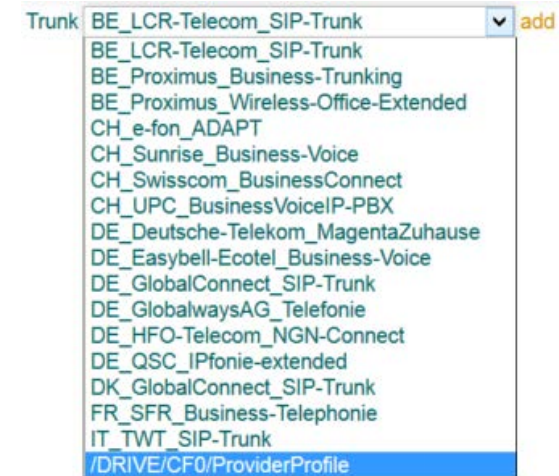 Trunk BE_LCR-Telecom_SIP-Trunk add
BE_LCR-Telecom_SIP-Trunk
BE_Proximus_Business-Trunking
BE_Proximus_Wireless-Office-Extended
CH_e-fon_ADAPT
CH_Sunrise_Business-Voice
CH_Swisscom_BusinessConnect
CH_UPC_BusinessVoiceIP-PBX
DE_Deutsche-Telekom_MagentaZuhause
DE_Easybell-Ecotel_Business-Voice
DE_GlobalConnect_SIP-Trunk
DE_GlobalwaysAG_Telefonie
DE_HFO-Telecom_NGN-Connect
DE_QSC_IPfonie-extended
DK_GlobalConnect_SIP-Trunk
FR_SFR_Business-Telephonie
IT_TWT_SIP-Trunk
/DRIVE/CF0/ProviderProfile